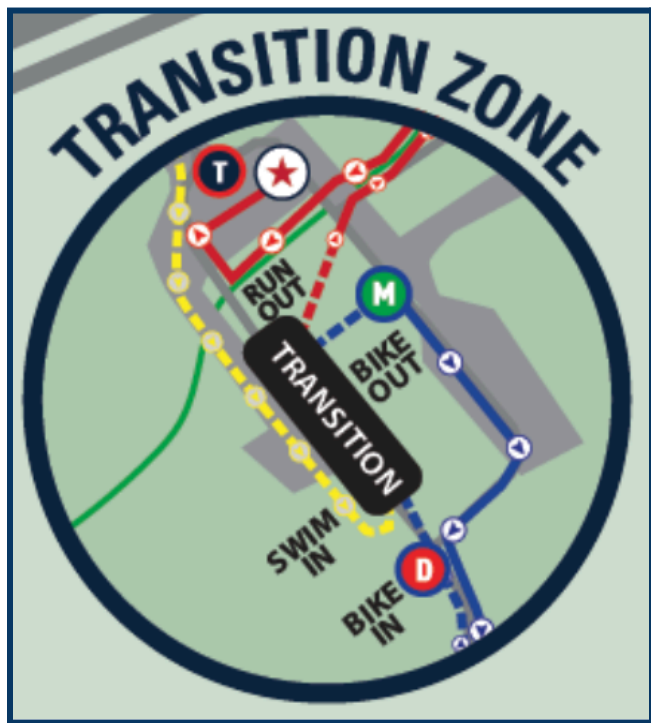 TRANSITION ZONE
T
RUN
OUT
M
BIKE
OUT
TRANSITION
SWIM
IN
D
BIKE
IN